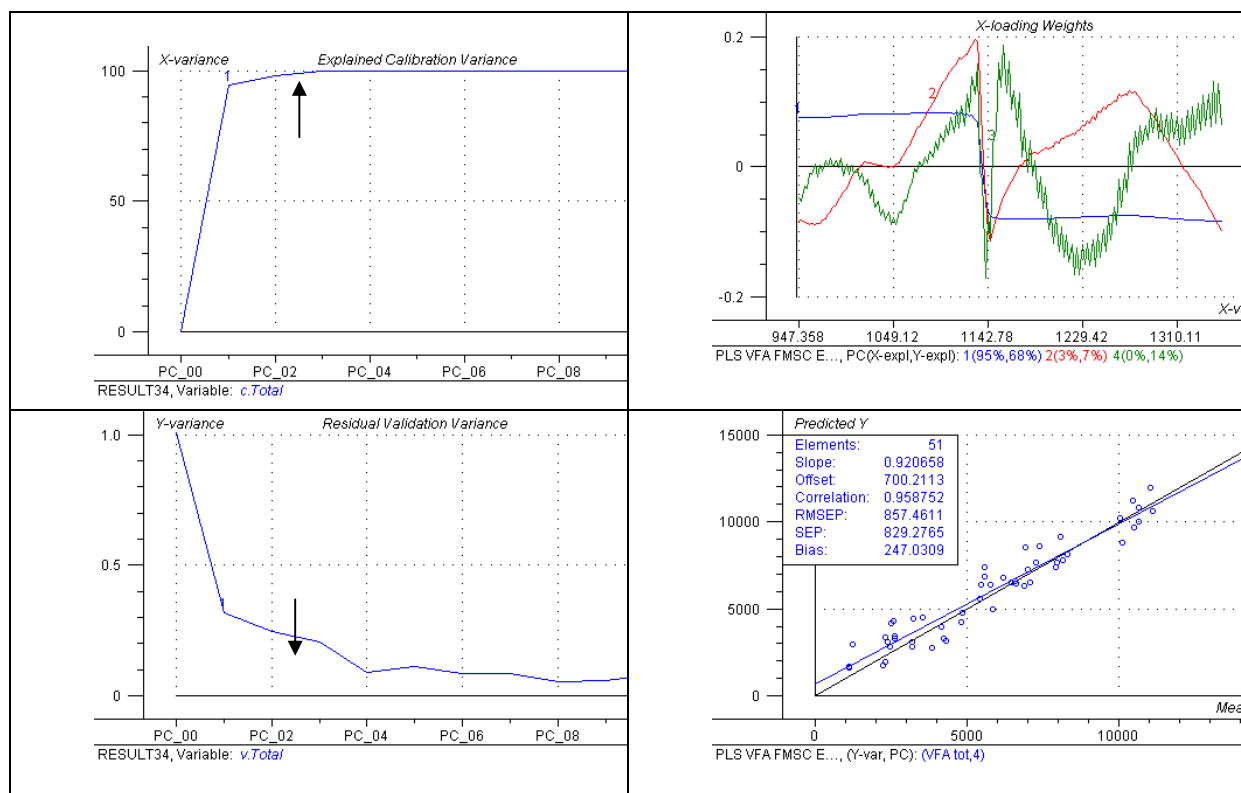 X-variance Explained Calibration Variance
100
50
0
PC_00 PC_02 PC_04 PC_06 PC_08
RESULT34, Variable: c.Total
X-loading Weights
0.2
0
-0.2
2
X-v
947.358 1049.12 1142.78 1229.42 1310.11
PLS VFA FMSC E..., PC(X-expl,Y-expl): 1(95%,68%) 2(3%,7%) 4(0%,14%)
Y-variance Residual Validation Variance
1.0
0.5
0
PC_00 PC_02 PC_04 PC_06 PC_08
RESULT34, Variable: v.Total
Predicted Y
15000
10000
5000
0
Elements: 51
Slope: 0.920658
Offset: 700.2113
Correlation: 0.958752
RMSEP: 857.4611
SEP: 829.2765
Bias: 247.0309
Mea
0 5000 10000
PLS VFA FMSC E..., (Y-var, PC): (VFA tot,4)